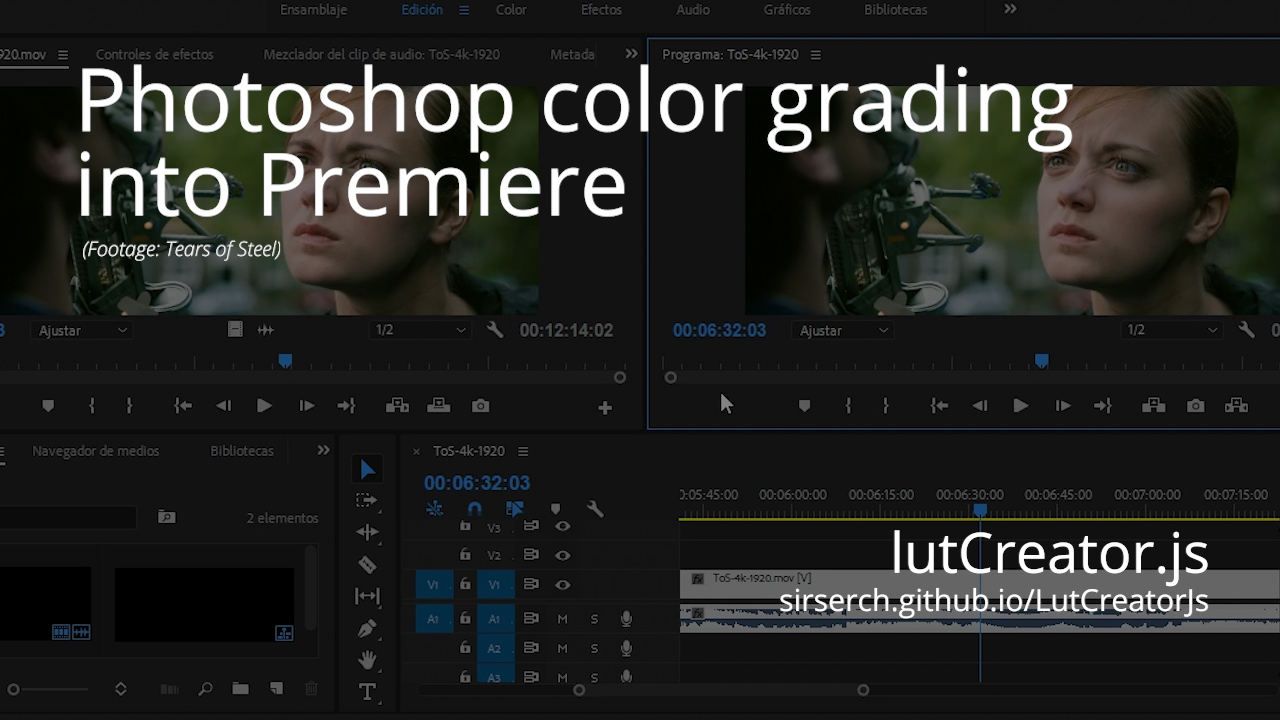 Ensamblaje Edición Color Efectos Audio Gráficos Bibliotecas
920.mov Controles de efectos Mezclador del clip de audio: ToS-4k-1920 Metada Programa: ToS-4k-1920
Photoshop color grading
into Premiere
(Footage: Tears of Steel)
3 Ajustar 1/2 00:12:14:02 00:06:32:03 Ajustar 1/2 0
Navegador de medios Bibliotecas × ToS-4k-1920
00:06:32:03
0:05:45:00 00:06:00:00 00:06:15:00 00:06:30:00 00:06:45:00 00:07:00:00 00:07:15:00
2 elementos
V3
V2
lutCreator.js
V1 V1 fx ToS-4k-1920.mov [V]
sirserch.github.io/LutCreatorJs
A1 A1 M S fx
A2 M S
A3 M S